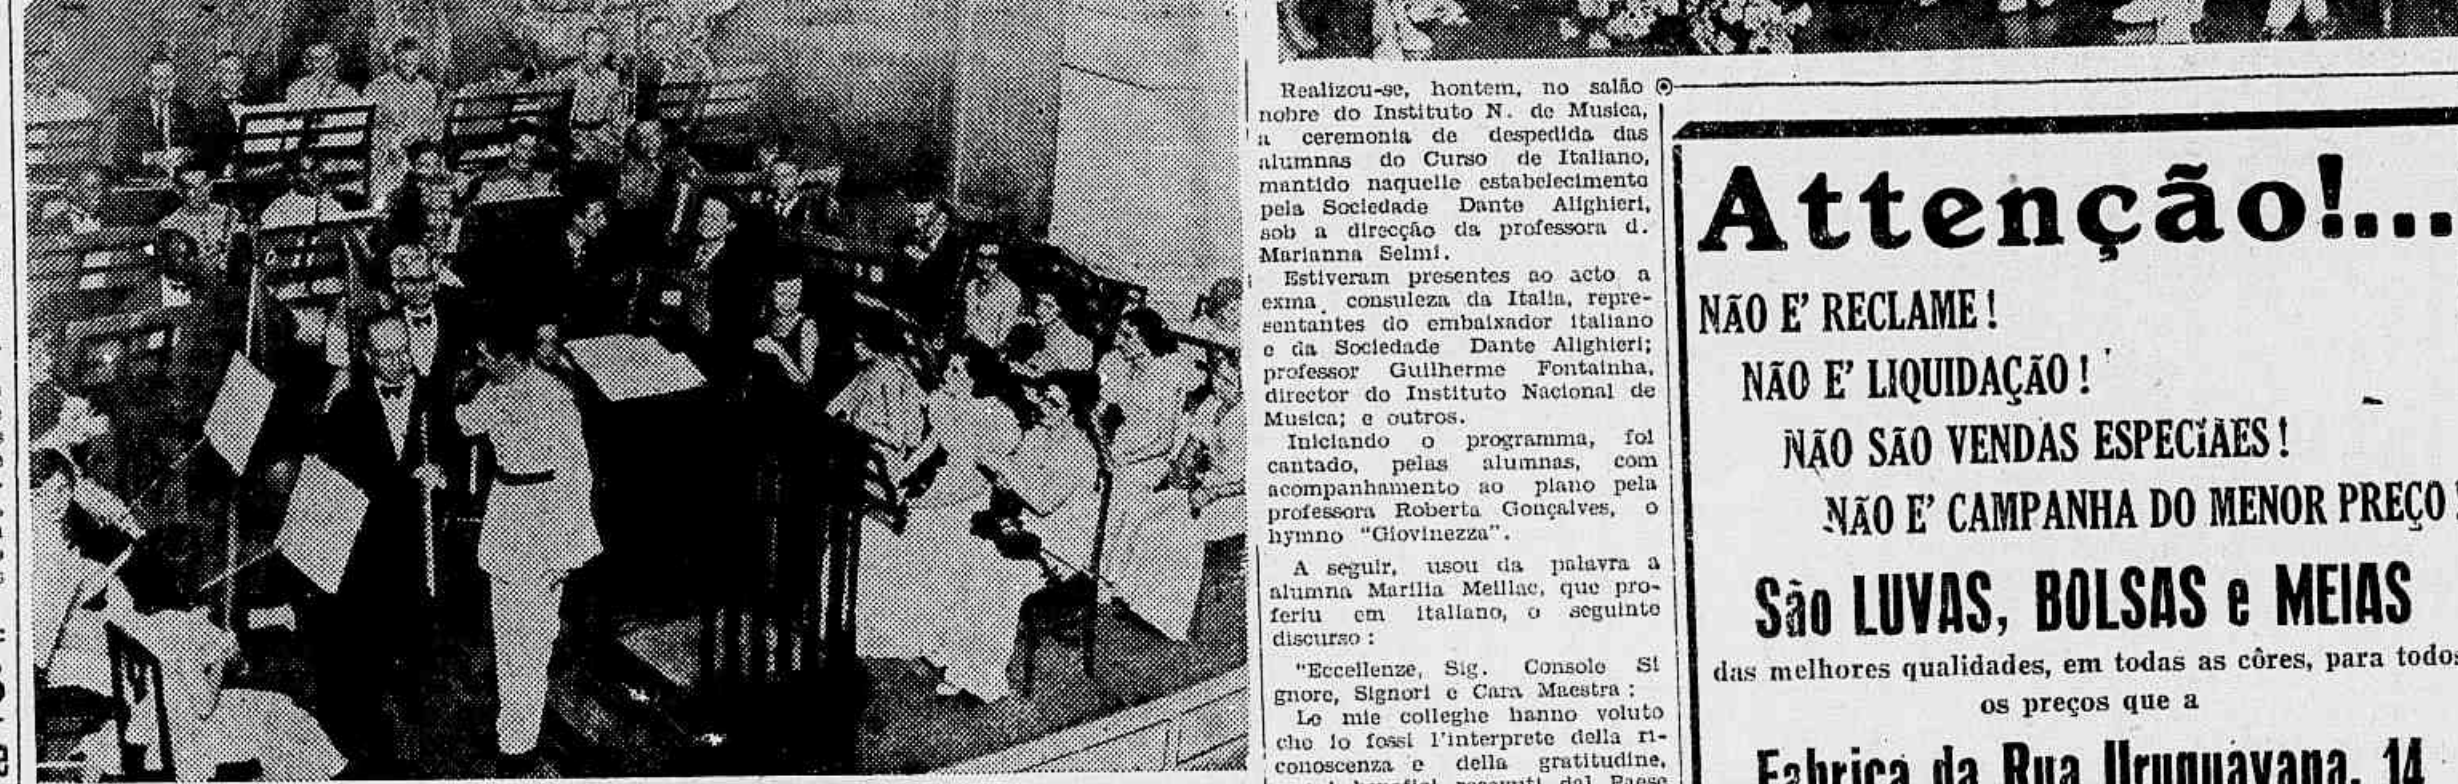 Realizou-se, hontem, no salão
nobre do Instituto N. de Musica,
a ceremonia de despedida das
alumnas do Curso de Italiano,
mantido naquelle estabelecimento
pela Sociedade Dante Alighieri,
sob a direcção da professora d.
Marianna Selmi.
Estiveram presentes ao acto a
exma. consuleza da Italia, repre-
sentantes do embaixador italiano
e da Sociedade Dante Alighieri;
professor Guilherme Fontainha,
director do Instituto Nacional de
Musica; e outros.
Iniciando o programma, foi
cantado, pelas alumnas, com
acompanhamento ao piano pela
professora Roberta Gonçalves, o
hymno "Giovinezza".
A seguir, usou da palavra a
alumna Marilia Meillac, que pro-
feriu em italiano, o seguinte
discurso:
"Eccellenze, Sig. Console Si
gnore, Signori e Cara Maestra:
Le mie colleghe hanno voluto
che io fossi l'interprete della ri-
conoscenza e della gratitudine,
Attenção!...
NÃO E' RECLAME!
NÃO E' LIQUIDAÇÃO!
NÃO SÃO VENDAS ESPECIAES!
NÃO E' CAMPANHA DO MENOR PREÇO!
São LUVAS, BOLSAS e MEIAS
das melhores qualidades, em todas as côres, para todos
os preços que a
Fabrica da Rua Uruguayana, 14